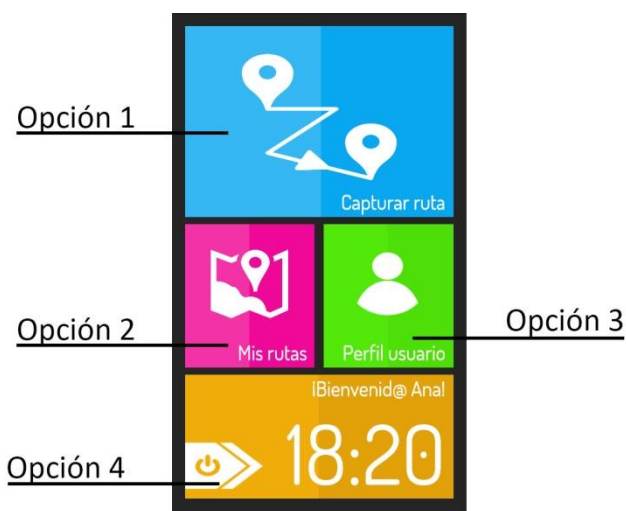 Opción 1
Capturar ruta
Opción 2
Mis rutas
Perfil usuario
Opción 3
¡Bienvenid@ Ana!
18:20
Opción 4